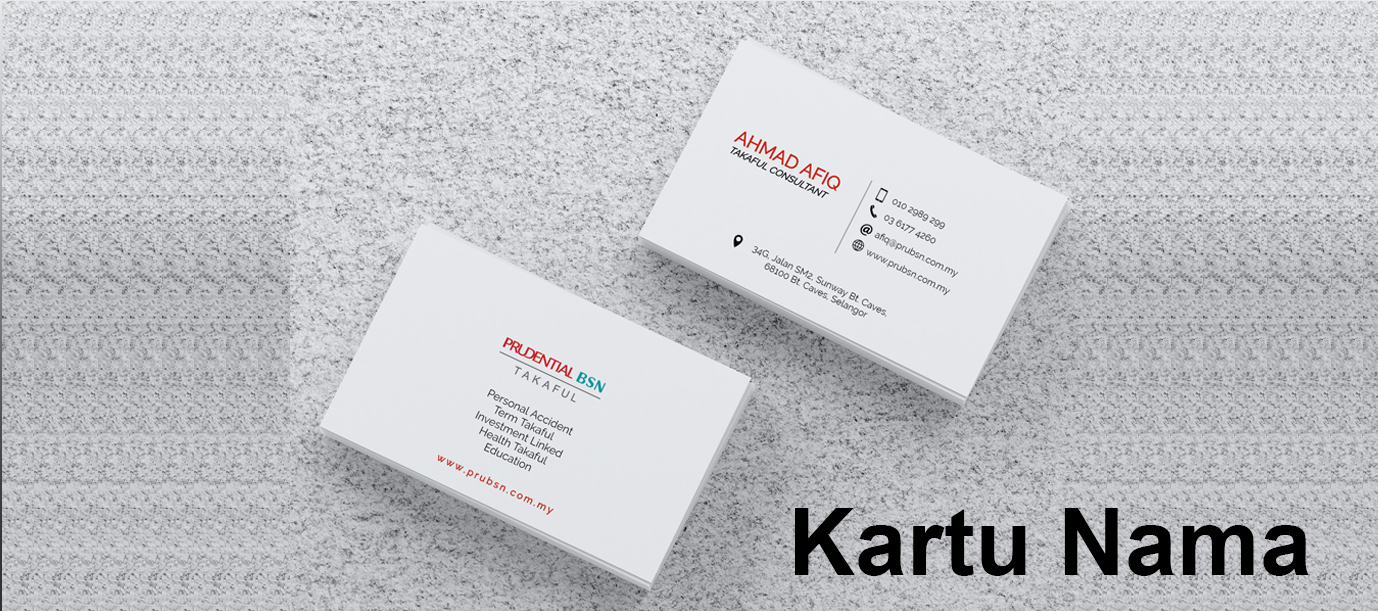 AHMAD AFIQ
TAKAFUL CONSULTANT
010 2989 299
03 6177 4260
afiq@prubsn.com.my
www.prubsn.com.my
34G, Jalan SM2, Sunway Bt. Caves,
68100 Bt. Caves, Selangor
PRUDENTIAL BSN
TAKAFUL
Personal Accident
Term Takaful
Investment Linked
Health Takaful
Education
www.prubsn.com.my
Kartu Nama